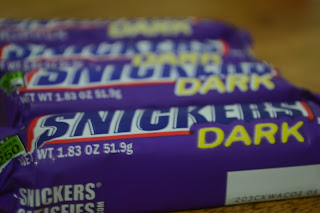 DARK
SNICKERS
DARK
NET WT 1.83 OZ 51.9g
SNICKERS
DARK
NET WT. 1.83 OZ 51.9g
SNICKERS®
SATISFIES